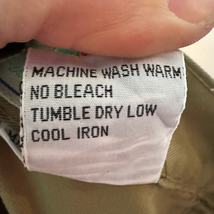 MACHINE WASH WARM
NO BLEACH
TUMBLE DRY LOW
COOL IRON